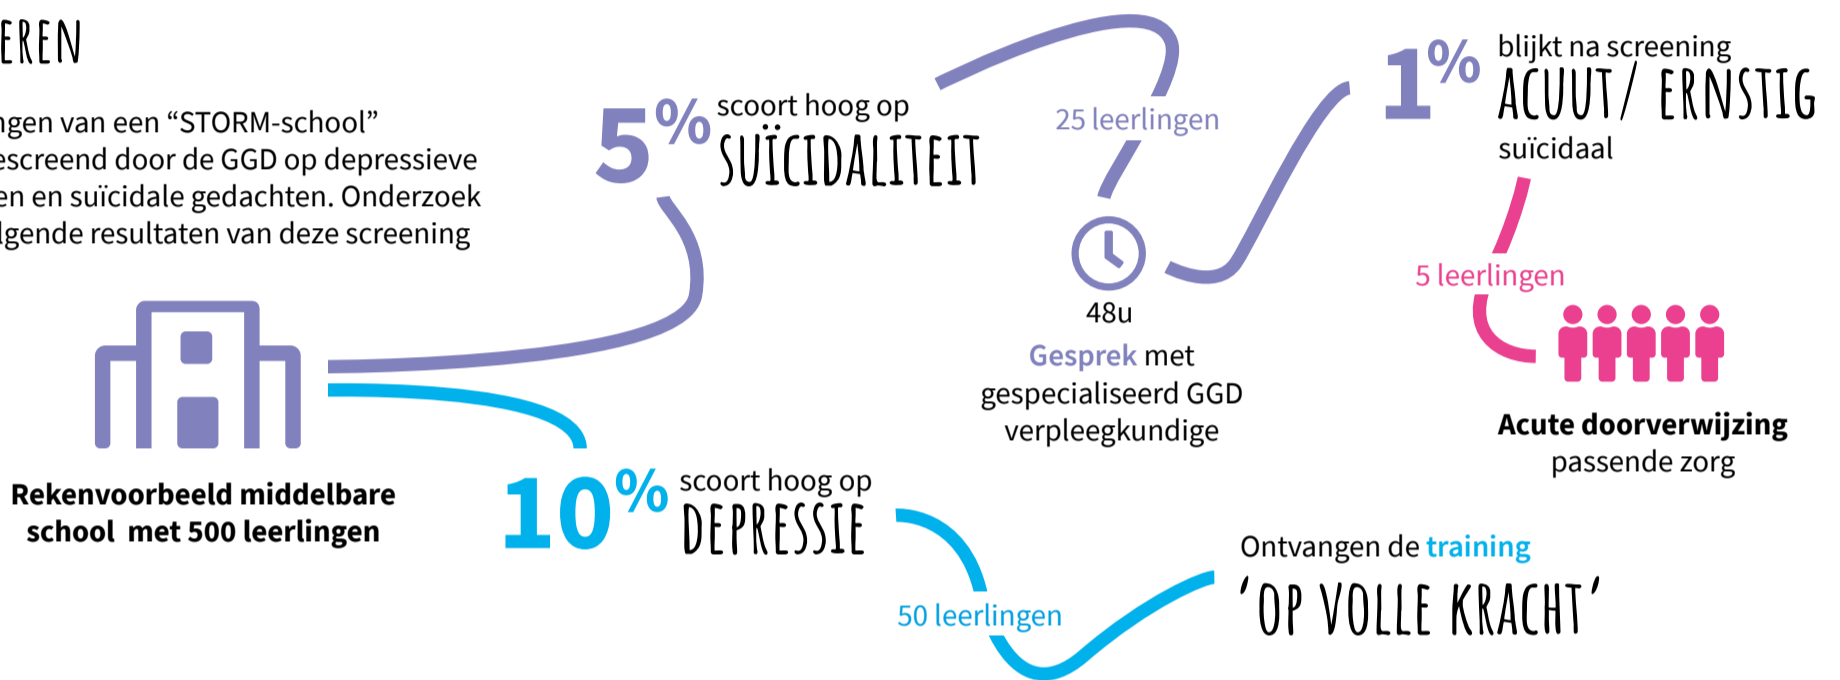 EREN
ngen van een “STORM-school”
escreend door de GGD op depressieve
en en suïcidale gedachten. Onderzoek
lgende resultaten van deze screening
Rekenvoorbeeld middelbare
school met 500 leerlingen
5% scoort hoog op
SUÏCIDALITEIT
25 leerlingen
48u
Gesprek met
gespecialiseerd GGD
verpleegkundige
1% blijkt na screening
ACUUT/ ERNSTIG
suïcidaal
5 leerlingen
Acute doorverwijzing
passende zorg
10% scoort hoog op
DEPRESSIE
50 leerlingen
Ontvangen de training
‘OP VOLLE KRACHT’